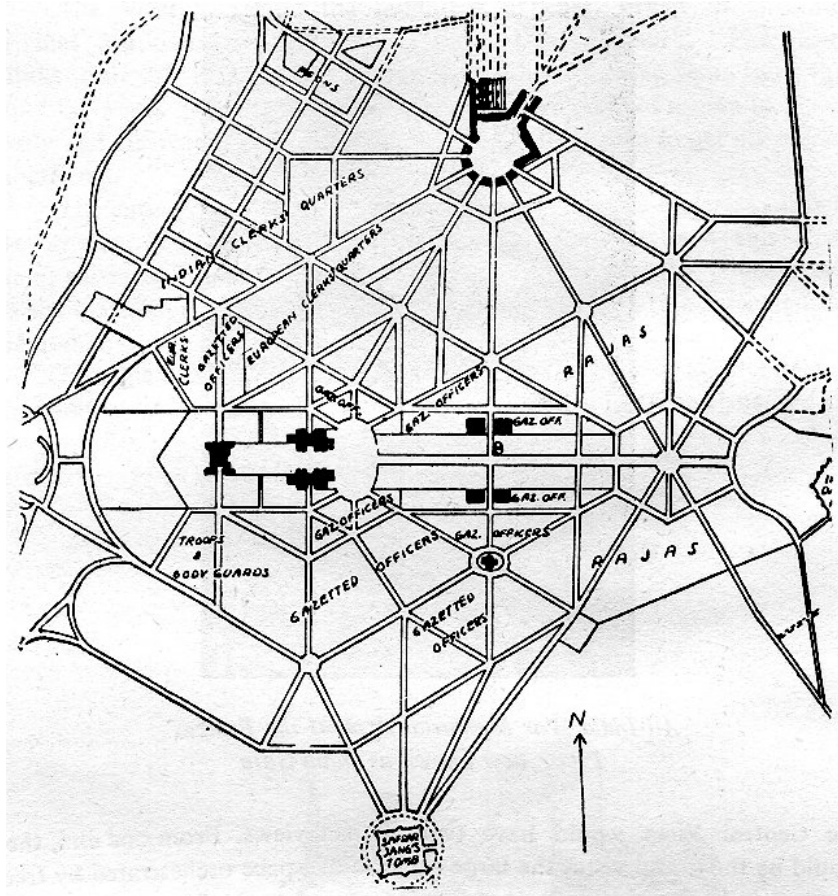 PEONS
INDIAN CLERKS' QUARTERS
EUROPEAN CLERKS QUARTERS
GAZETTED
OFFICERS
EUR.
CLERKS
GAZ. OFF.
GAZ. OFFICERS
GAZ. OFF.
RAJAS
GAZ. OFF.
GAZ. OFFICERS
GAZ. OFFICERS
RAJAS
TROOPS
&
BODY GUARDS
GAZETTED OFFICERS
GAZETTED
OFFICERS
N
SAFDAR
JANG'S
TOMB